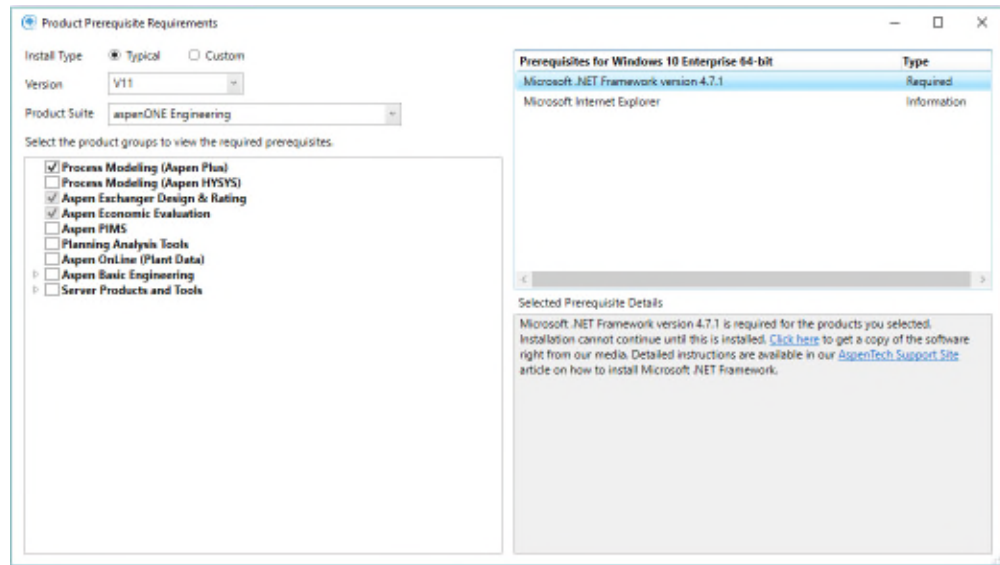 Product Prerequisite Requirements
Install Type Typical Custom
Version V11
Product Suite aspenONE Engineering
Select the product groups to view the required prerequisites.
Process Modeling (Aspen Plus)
Process Modeling (Aspen HYSYS)
Aspen Exchanger Design & Rating
Aspen Economic Evaluation
Aspen PIMS
Planning Analysis Tools
Aspen OnLine (Plant Data)
Aspen Basic Engineering
Server Products and Tools
Prerequisites for Windows 10 Enterprise 64-bit Type
Microsoft .NET Framework version 4.7.1 Required
Microsoft Internet Explorer Information
Selected Prerequisite Details
Microsoft .NET Framework version 4.7.1 is required for the products you selected.
Installation cannot continue until this is installed. Click here to get a copy of the software
right from our media. Detailed instructions are available in our AspenTech Support Site
article on how to install Microsoft .NET Framework.